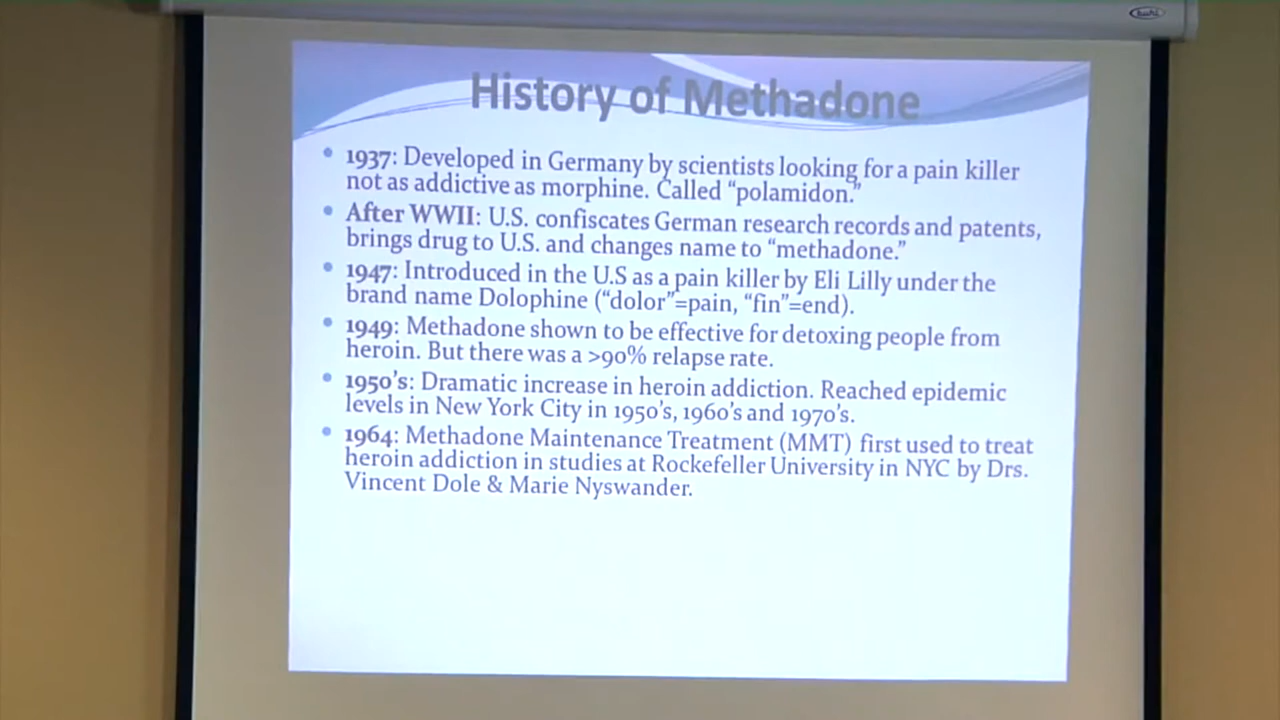 History of Methadone
• 1937: Developed in Germany by scientists looking for a pain killer
not as addictive as morphine. Called “polamidon.”
• After WWII: U.S. confiscates German research records and patents,
brings drug to U.S. and changes name to “methadone.”
• 1947: Introduced in the U.S as a pain killer by Eli Lilly under the
brand name Dolophine (“dolor”=pain, “fin”=end).
• 1949: Methadone shown to be effective for detoxing people from
heroin. But there was a >90% relapse rate.
• 1950’s: Dramatic increase in heroin addiction. Reached epidemic
levels in New York City in 1950’s, 1960’s and 1970’s.
• 1964: Methadone Maintenance Treatment (MMT) first used to treat
heroin addiction in studies at Rockefeller University in NYC by Drs.
Vincent Dole & Marie Nyswander.